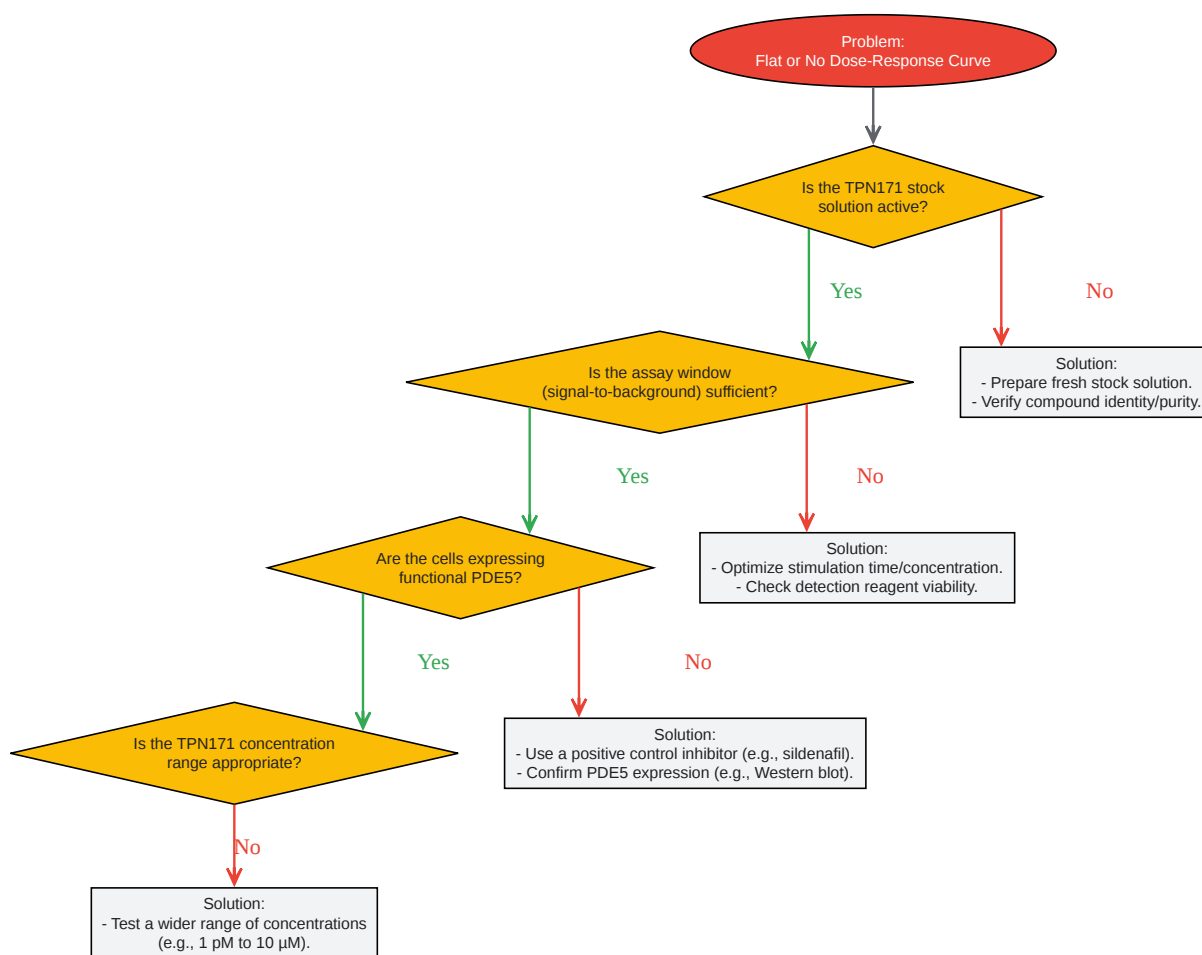 Problem:
Flat or No Dose-Response Curve
Is the TPN171 stock
solution active?
Yes
No
Is the assay window
(signal-to-background) sufficient?
Solution:
- Prepare fresh stock solution.
- Verify compound identity/purity.
Yes
No
Are the cells expressing
functional PDE5?
Solution:
- Optimize stimulation time/concentration.
- Check detection reagent viability.
Yes
No
Is the TPN171 concentration
range appropriate?
Solution:
- Use a positive control inhibitor (e.g., sildenafil).
- Confirm PDE5 expression (e.g., Western blot).
No
Solution:
- Test a wider range of concentrations
(e.g., 1 pM to 10 µM).